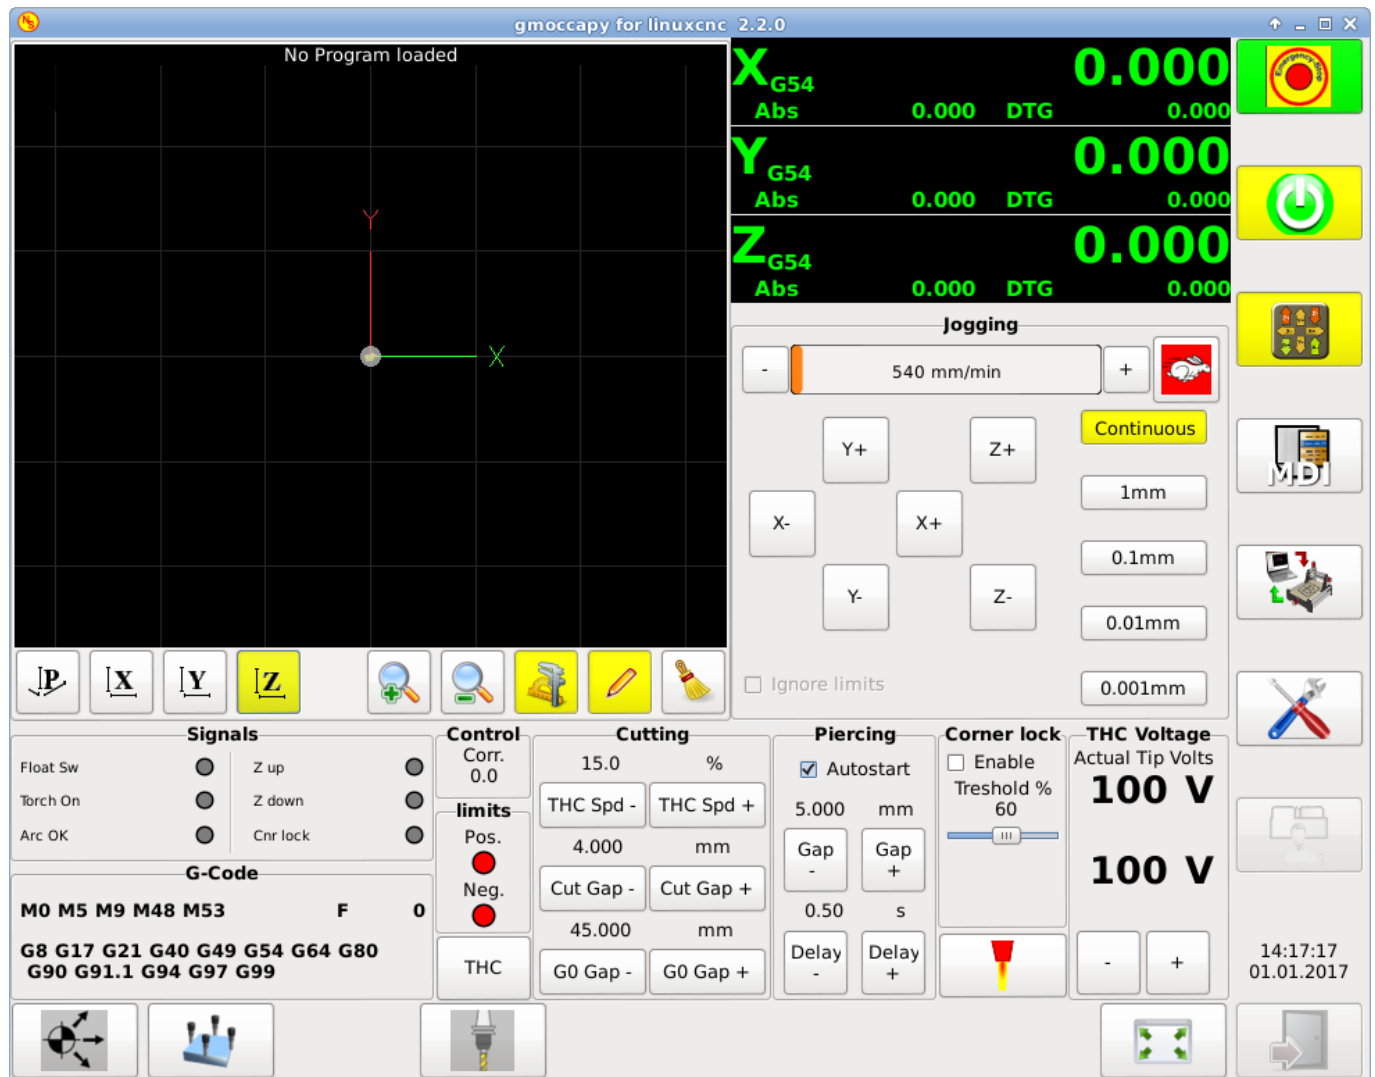 gmoccapy for linuxcnc 2.2.0
No Program loaded
Y
X
X G54 0.000
Abs 0.000 DTG 0.000
Y G54 0.000
Abs 0.000 DTG 0.000
Z G54 0.000
Abs 0.000 DTG 0.000
Emergency-Stop
Jogging
- 540 mm/min +
Continuous
Y+ Z+
1mm
X- X+
0.1mm
Y- Z-
0.01mm
Ignore limits
0.001mm
MDI
P X Y Z
Signals
Float Sw Z up
Torch On Z down
Arc OK Cnr lock
G-Code
M0 M5 M9 M48 M53 F 0
G8 G17 G21 G40 G49 G54 G64 G80
G90 G91.1 G94 G97 G99
Control
Corr.
0.0
limits
Pos.
Neg.
THC
Cutting
15.0 %
THC Spd - THC Spd +
4.000 mm
Cut Gap - Cut Gap +
45.000 mm
G0 Gap - G0 Gap +
Piercing
Autostart
5.000 mm
Gap - Gap +
0.50 s
Delay - Delay +
Corner lock
Enable
Treshold %
60
THC Voltage
Actual Tip Volts
100 V
100 V
- +
14:17:17
01.01.2017